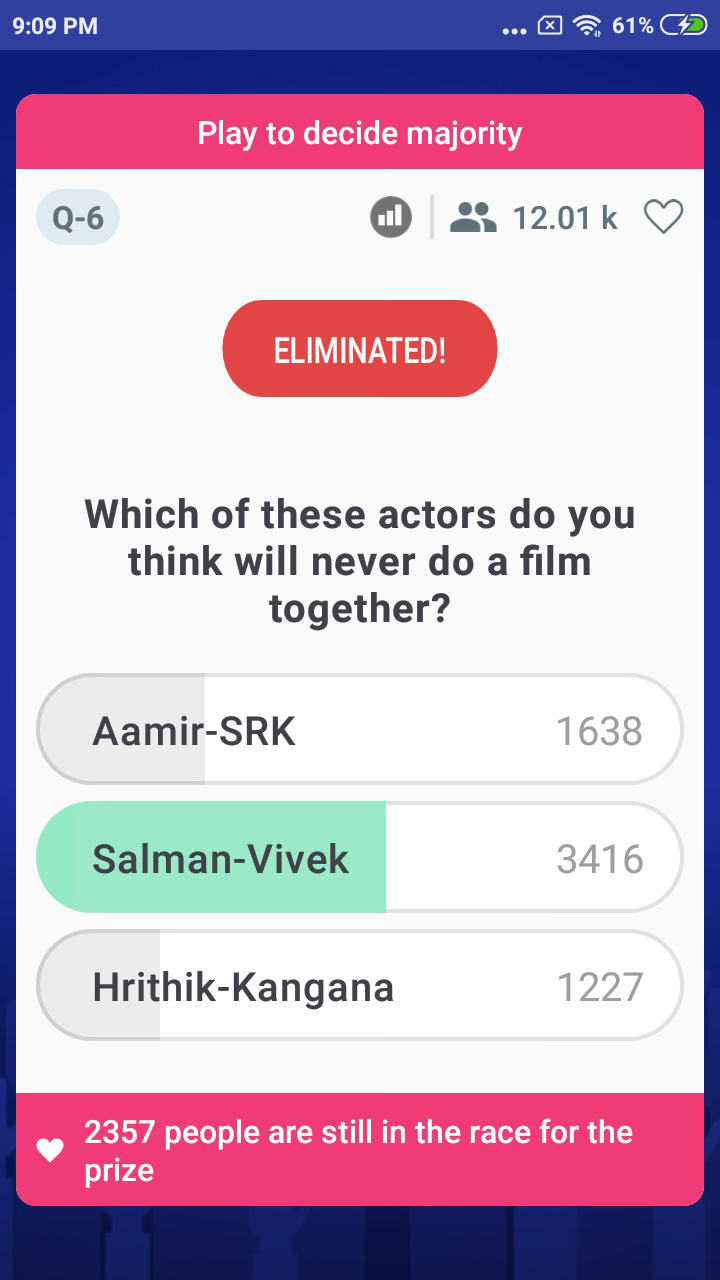 9:09 PM
61%
Play to decide majority
Q-6
12.01 k
ELIMINATED!
Which of these actors do you
think will never do a film
together?
Aamir-SRK 1638
Salman-Vivek 3416
Hrithik-Kangana 1227
2357 people are still in the race for the
prize